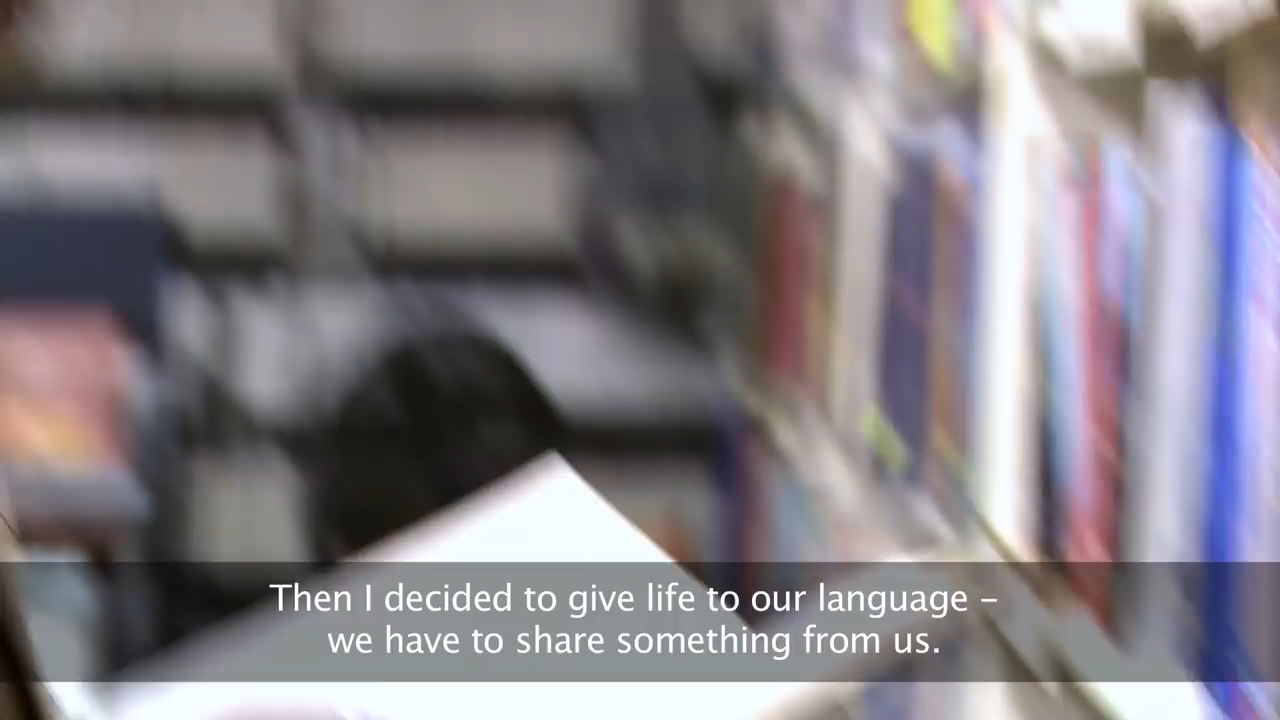 Then I decided to give life to our language –
we have to share something from us.